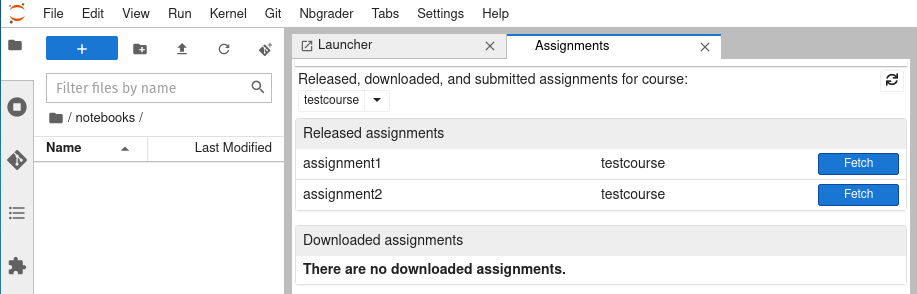 File Edit View Run Kernel Git Nbgrader Tabs Settings Help
Launcher
Assignments
Filter files by name
/ notebooks /
Name Last Modified
Released, downloaded, and submitted assignments for course:
testcourse
Released assignments
assignment1 testcourse Fetch
assignment2 testcourse Fetch
Downloaded assignments
There are no downloaded assignments.